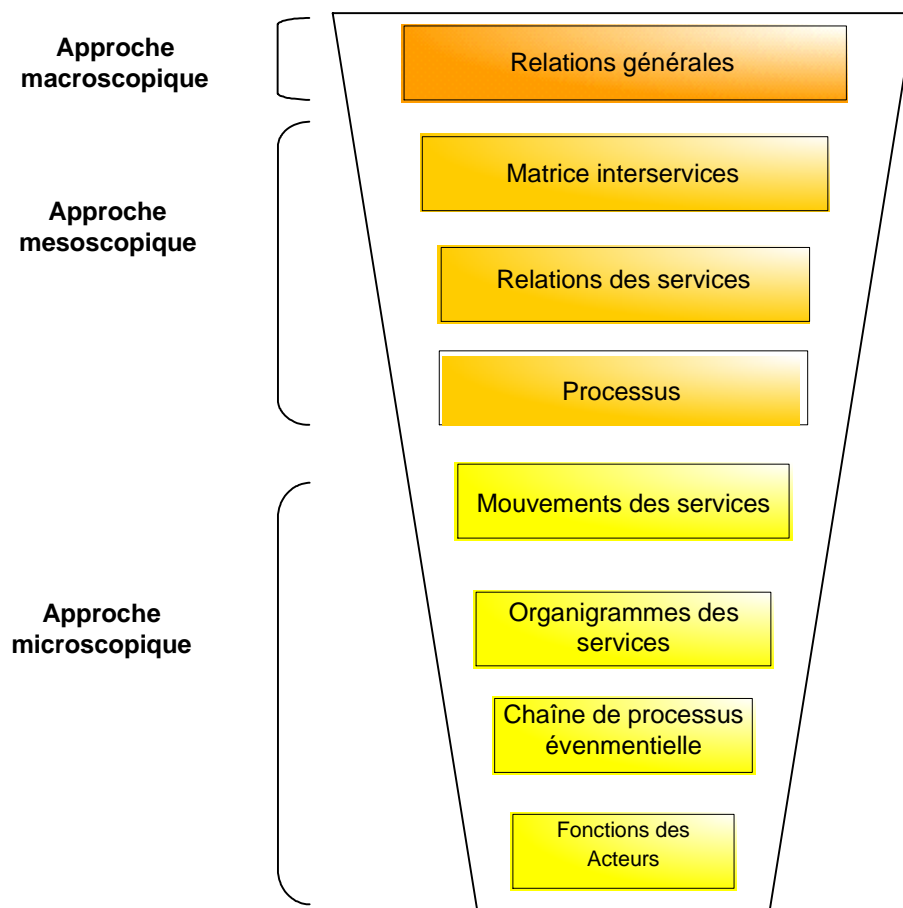 Approche
macroscopique
Relations générales
Approche
mesoscopique
Matrice interservices
Relations des services
Processus
Approche
microscopique
Mouvements des services
Organigrammes des
services
Chaîne de processus
évenmentielle
Fonctions des
Acteurs